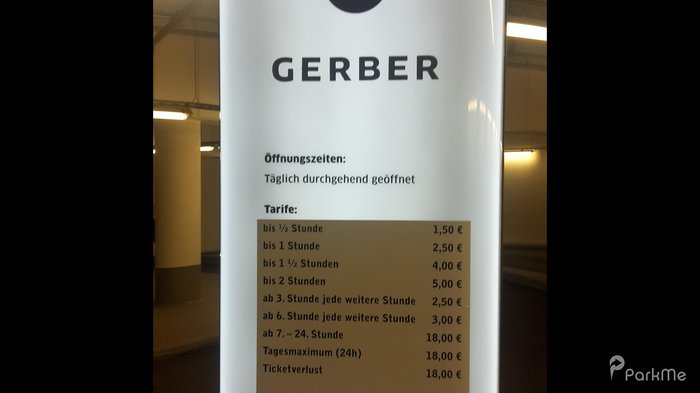 GERBER
Öffnungszeiten:
Täglich durchgehend geöffnet
Tarife:
bis ½ Stunde 1,50 €
bis 1 Stunde 2,50 €
bis 1 ½ Stunden 4,00 €
bis 2 Stunden 5,00 €
ab 3. Stunde jede weitere Stunde 2,50 €
ab 6. Stunde jede weitere Stunde 3,00 €
ab 7. – 24. Stunde 18,00 €
Tagesmaximum (24h) 18,00 €
Ticketverlust 18,00 €
ParkMe